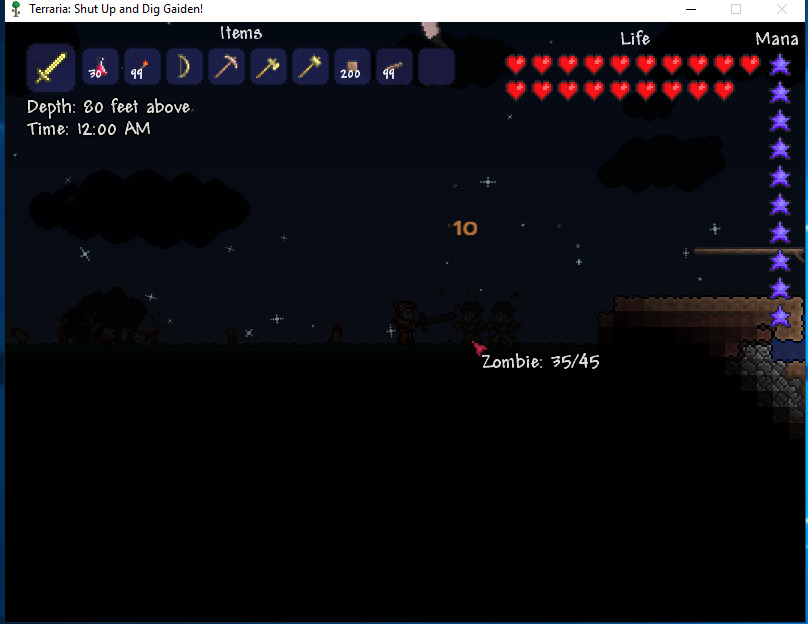 Terraria: Shut Up and Dig Gaiden!
Items
Life
Mana
30
99
200
99
Depth: 80 feet above
Time: 12:00 AM
10
Zombie: 35/45